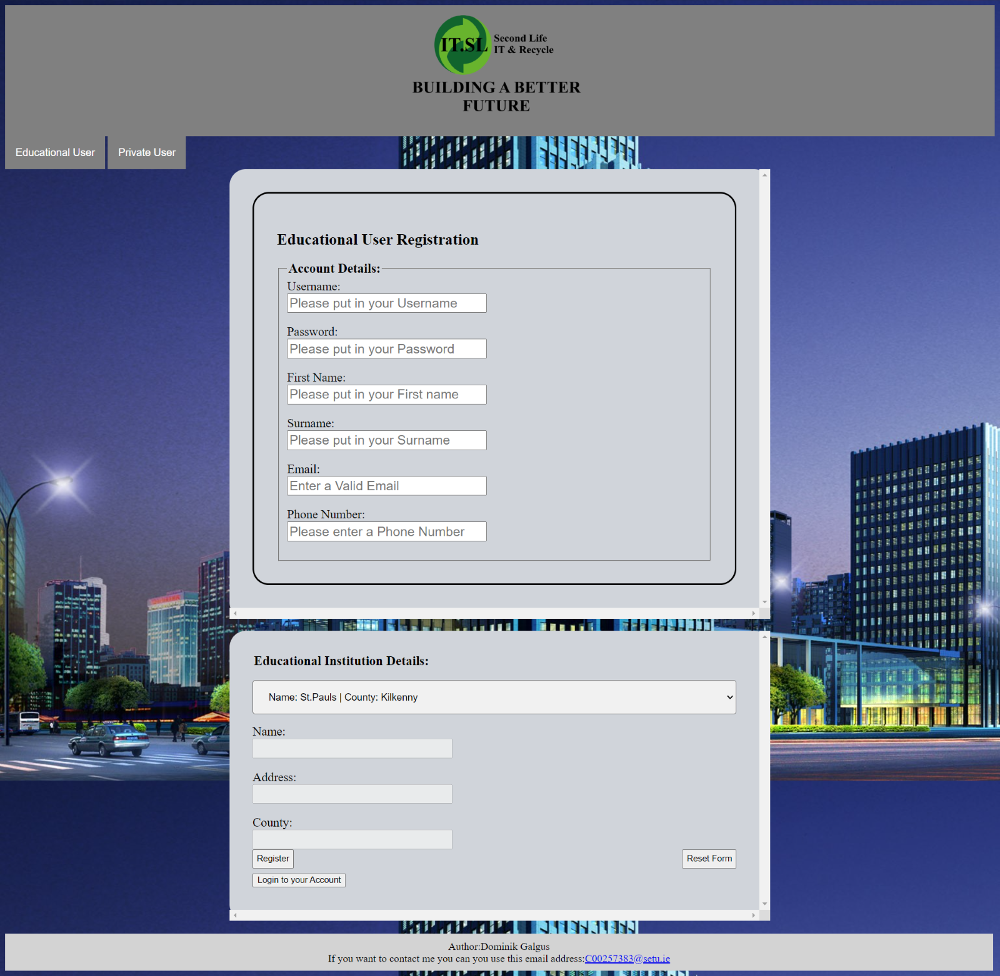 IT.SL
Second Life
IT & Recycle
BUILDING A BETTER
FUTURE
Educational User
Private User
Educational User Registration
Account Details:
Username:
Please put in your Username
Password:
Please put in your Password
First Name:
Please put in your First name
Surname:
Please put in your Surname
Email:
Enter a Valid Email
Phone Number:
Please enter a Phone Number
Educational Institution Details:
Name: St.Pauls | County: Kilkenny
Name:
Address:
County:
Register
Reset Form
Login to your Account
Author:Dominik Galgus
If you want to contact me you can you use this email address:C00257383@setu.ie